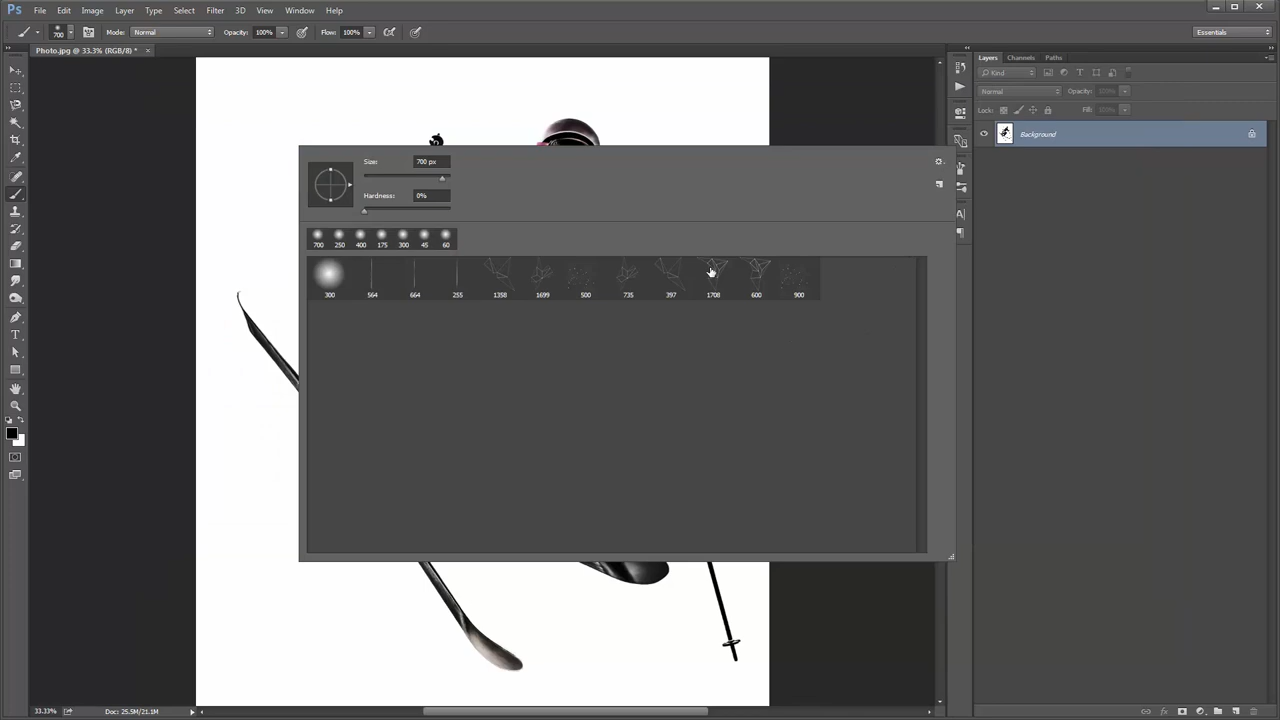 Ps File Edit Image Layer Type Select Filter 3D View Window Help
700 Mode: Normal Opacity: 100% Flow: 100% Essentials
Photo.jpg @ 33.3% (RGB/8) * ×
Layers Channels Paths
Kind
Normal Opacity:
Lock: Fill:
Background
Size: 700 px
Hardness: 0%
700 250 400 175 300 45 60
300 564 664 255 1358 1699 500 735 397 1708 600 900
33.33% Doc: 25.5M/21.1M